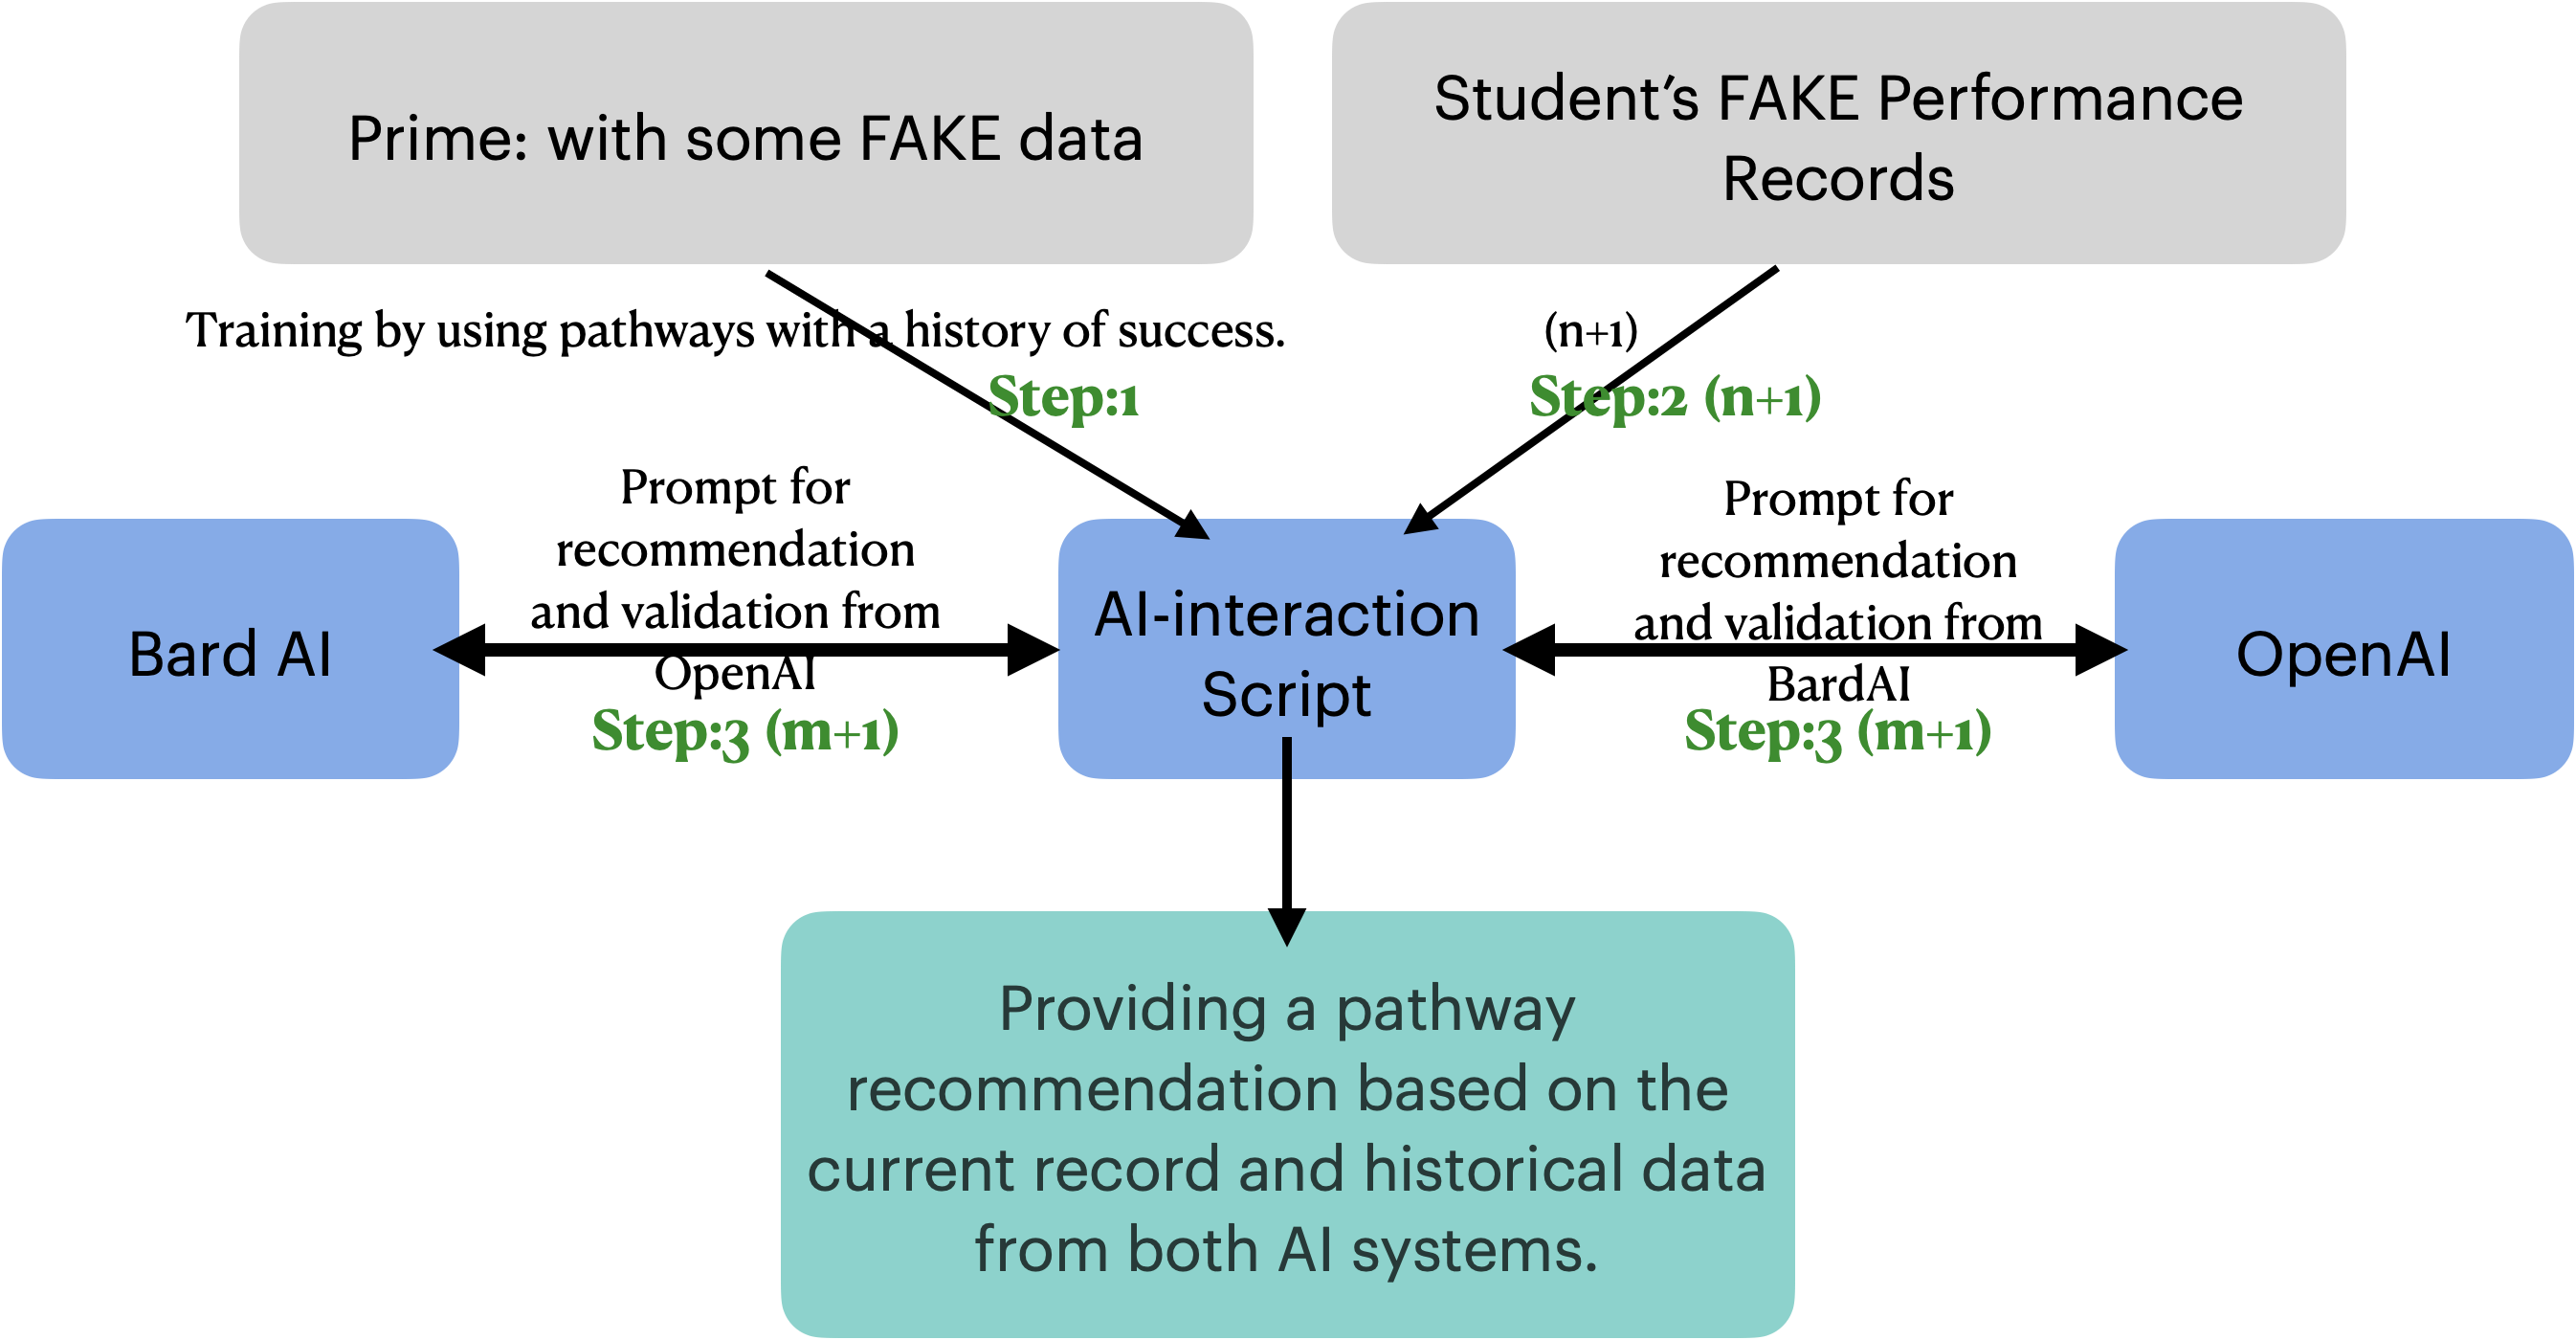 Prime: with some FAKE data
Student’s FAKE Performance
Records
Training by using pathways with a history of success.
Step:1
(n+1)
Step:2 (n+1)
Bard AI
Prompt for
recommendation
and validation from
OpenAI
Step:3 (m+1)
AI-interaction
Script
Prompt for
recommendation
and validation from
BardAI
Step:3 (m+1)
OpenAI
Providing a pathway
recommendation based on the
current record and historical data
from both AI systems.